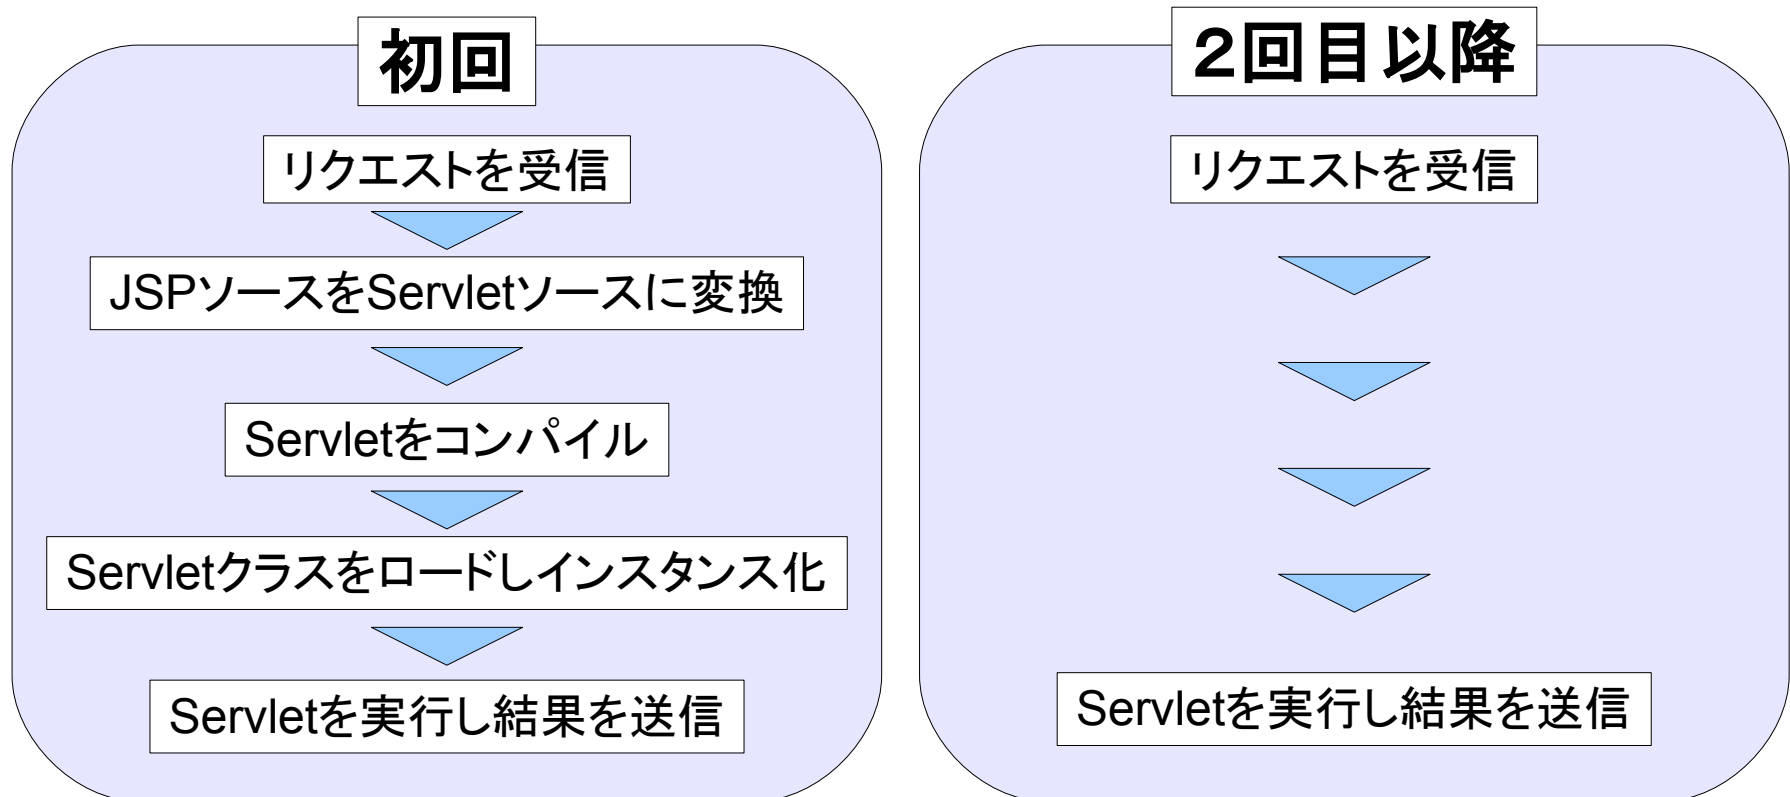 初回
リクエストを受信
JSPソースをServletソースに変換
Servletをコンパイル
Servletクラスをロードしインスタンス化
Servletを実行し結果を送信
２回目以降
リクエストを受信
Servletを実行し結果を送信